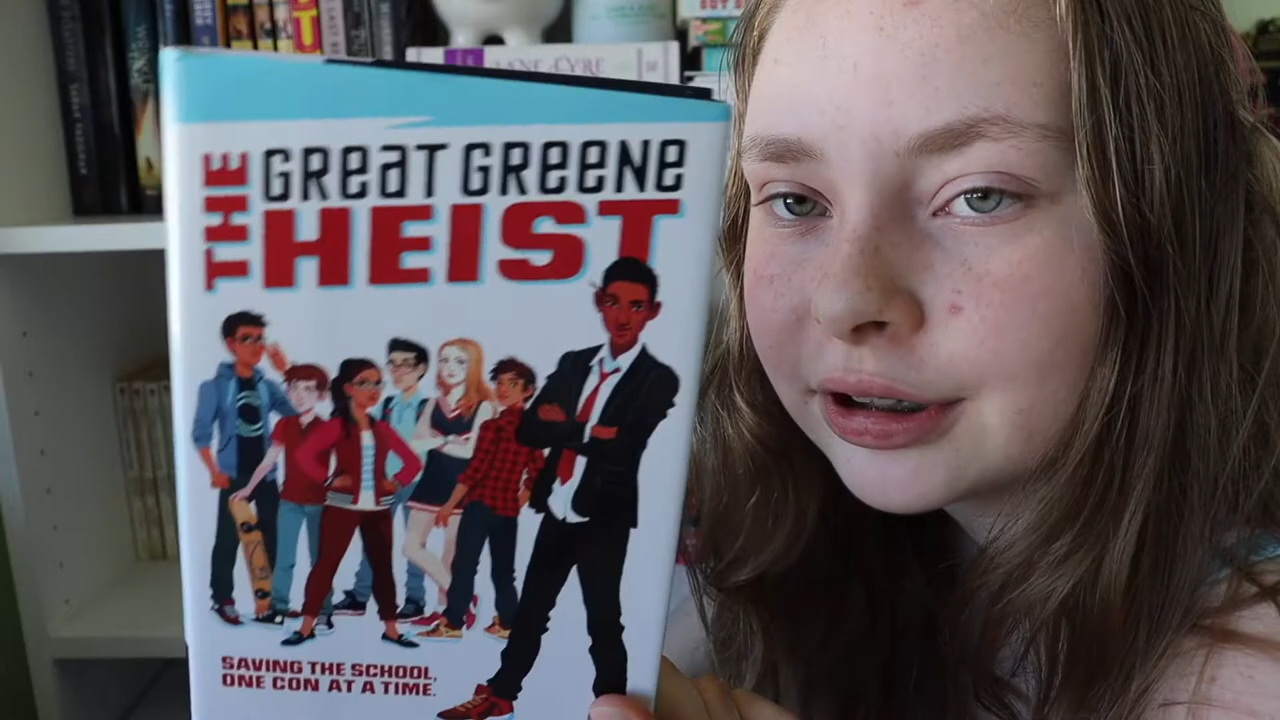 JANE EYRE
THE
GREAT GREENE
HEIST
SAVING THE SCHOOL,
ONE CON AT A TIME.